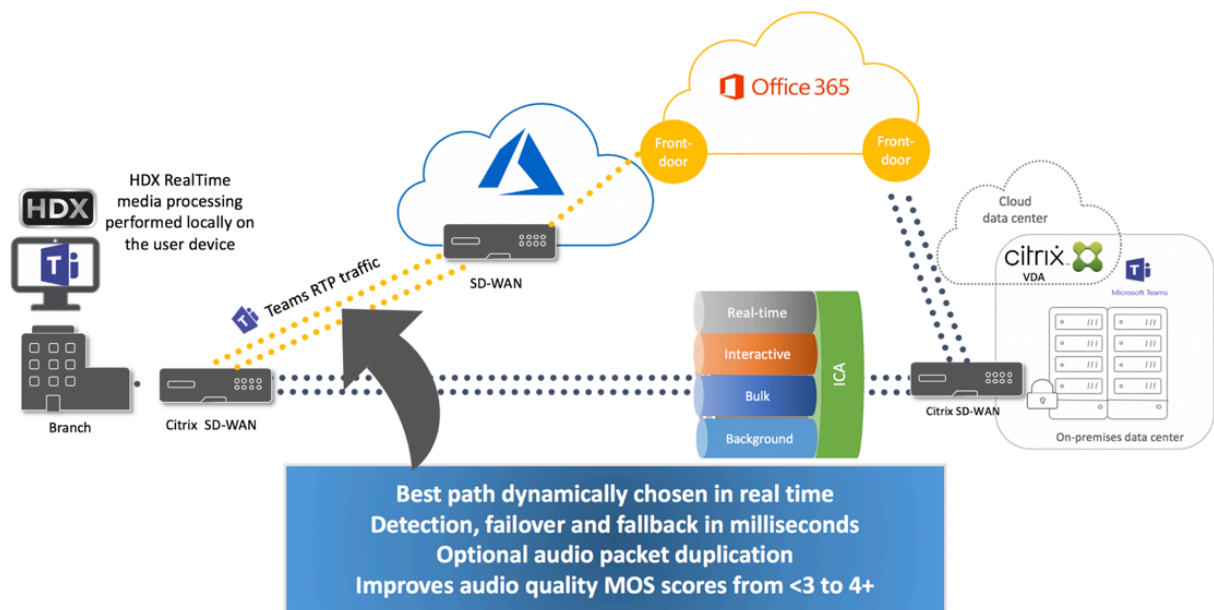 Office 365
Front-
door
Front-
door
HDX RealTime
media processing
performed locally on
the user device
HDX
T
Cloud
data center
citrix
VDA
T
Microsoft Teams
SD-WAN
T
Teams RTP traffic
Real-time
Interactive
Bulk
Background
ICA
Branch
Citrix SD-WAN
Citrix SD-WAN
On-premises data center
Best path dynamically chosen in real time
Detection, failover and fallback in milliseconds
Optional audio packet duplication
Improves audio quality MOS scores from <3 to 4+